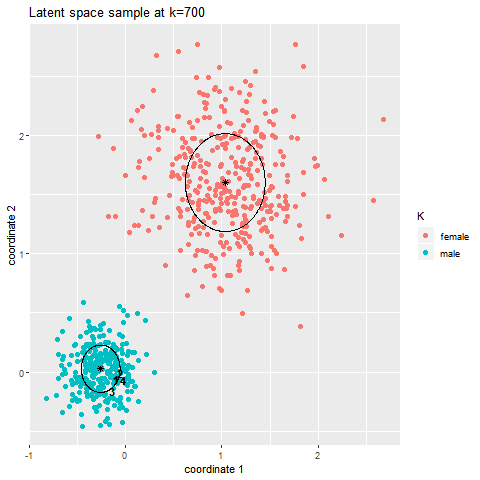 Latent space sample at k=700
coordinate 2
2
1
0
-1
0
1
2
coordinate 1
K
female
male